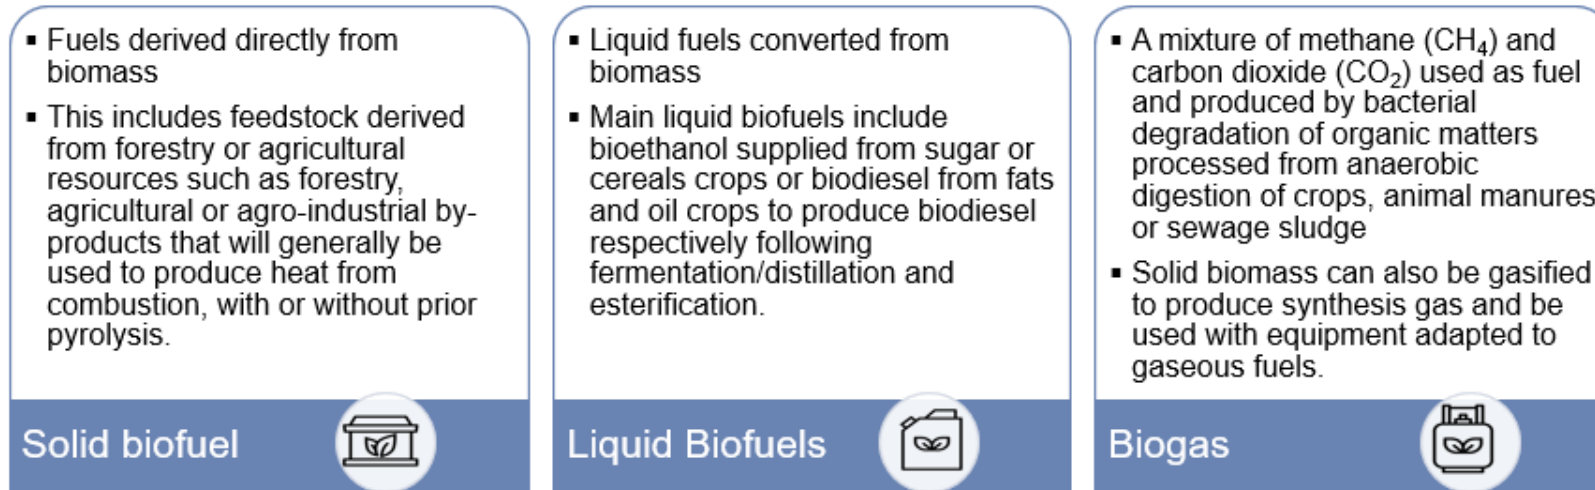 ▪ Fuels derived directly from
biomass
▪ This includes feedstock derived
from forestry or agricultural
resources such as forestry,
agricultural or agro-industrial by-
products that will generally be
used to produce heat from
combustion, with or without prior
pyrolysis.
Solid biofuel
▪ Liquid fuels converted from
biomass
▪ Main liquid biofuels include
bioethanol supplied from sugar or
cereals crops or biodiesel from fats
and oil crops to produce biodiesel
respectively following
fermentation/distillation and
esterification.
Liquid Biofuels
▪ A mixture of methane (CH₄) and
carbon dioxide (CO₂) used as fuel
and produced by bacterial
degradation of organic matters
processed from anaerobic
digestion of crops, animal manures
or sewage sludge
▪ Solid biomass can also be gasified
to produce synthesis gas and be
used with equipment adapted to
gaseous fuels.
Biogas